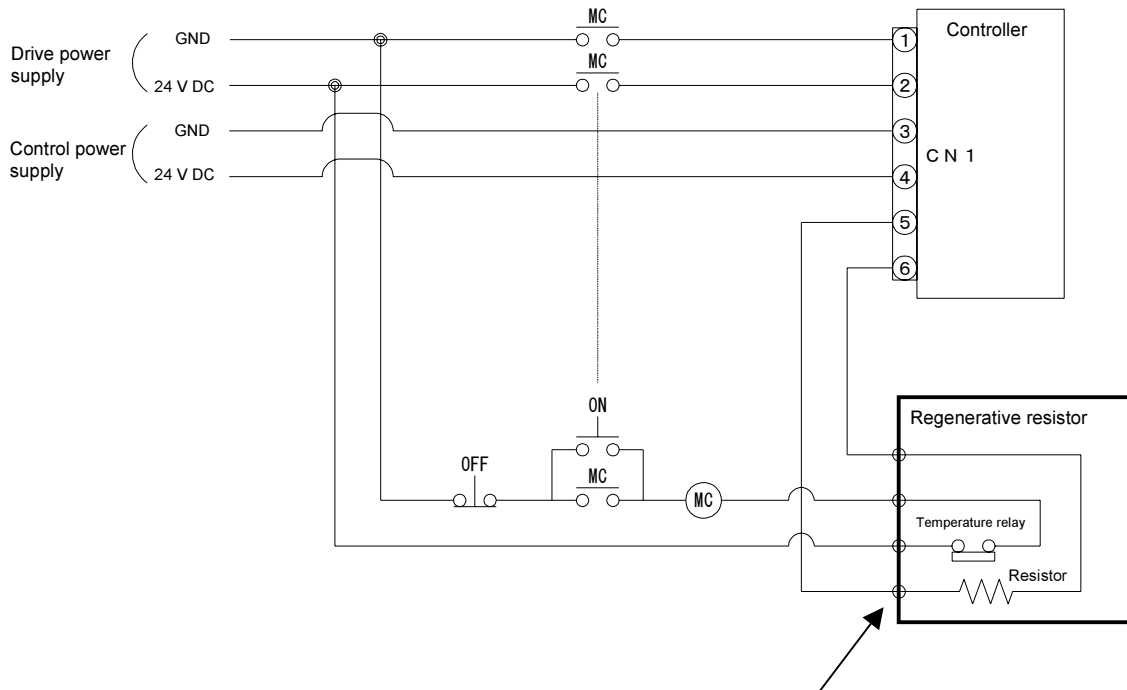 MC
GND
Controller
Drive power
supply
1
MC
24 V DC
2
GND
3
Control power
supply
CN1
24 V DC
4
5
6
ON
Regenerative resistor
OFF
MC
MC
Temperature relay
Resistor